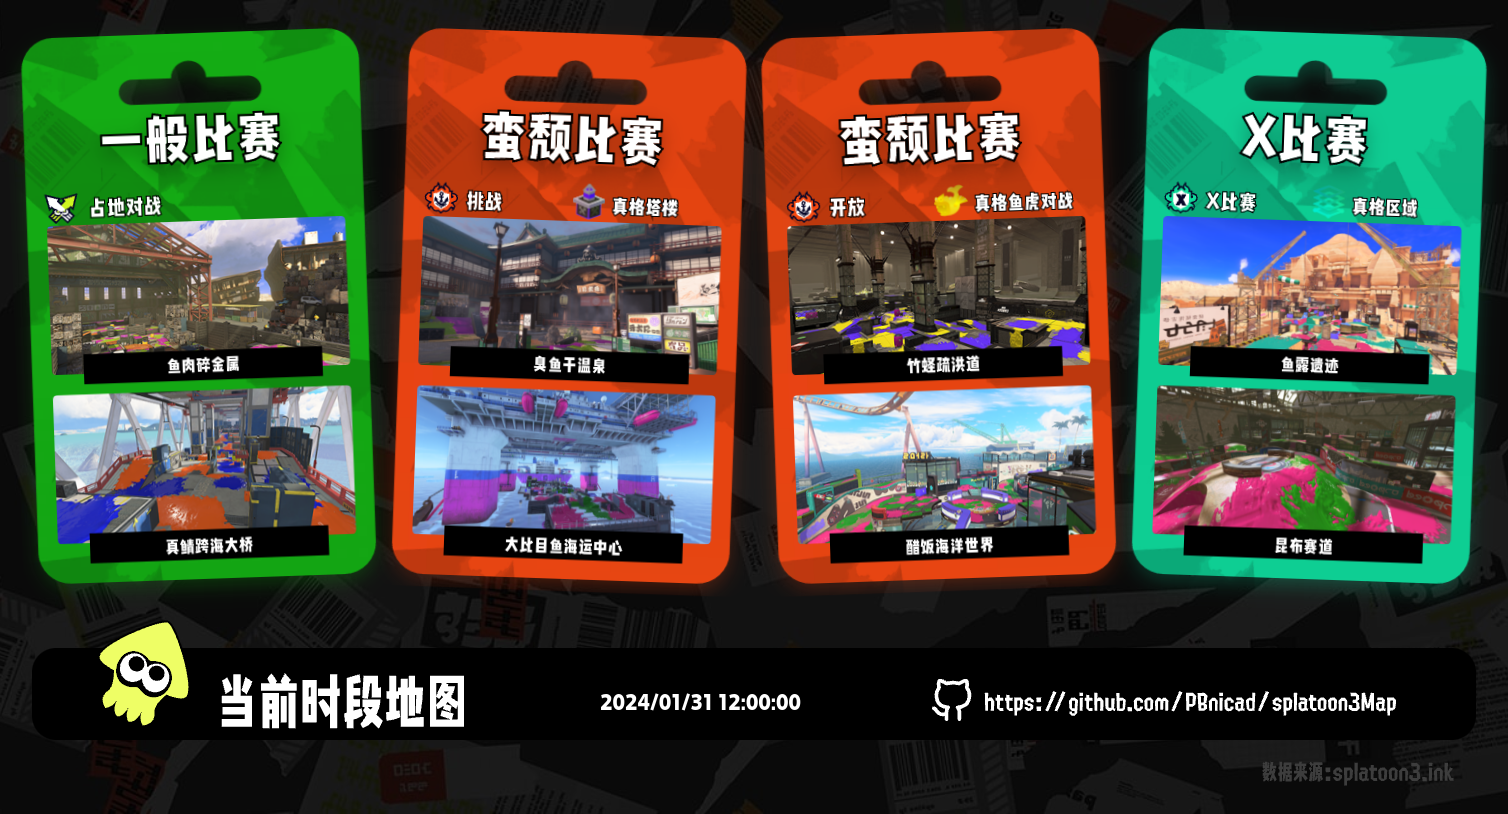 一般比赛
占地对战
鱼肉碎金属
真鲭跨海大桥
蛮颓比赛
挑战
真格塔楼
臭鱼干温泉
大比目鱼海运中心
蛮颓比赛
开放
真格鱼虎对战
竹蛏疏洪道
醋饭海洋世界
X比赛
X比赛
真格区域
鱼露遗迹
昆布赛道
当前时段地图
2024/01/31 12:00:00
https://github.com/PBnicad/splatoon3Map
数据来源:splatoon3.ink